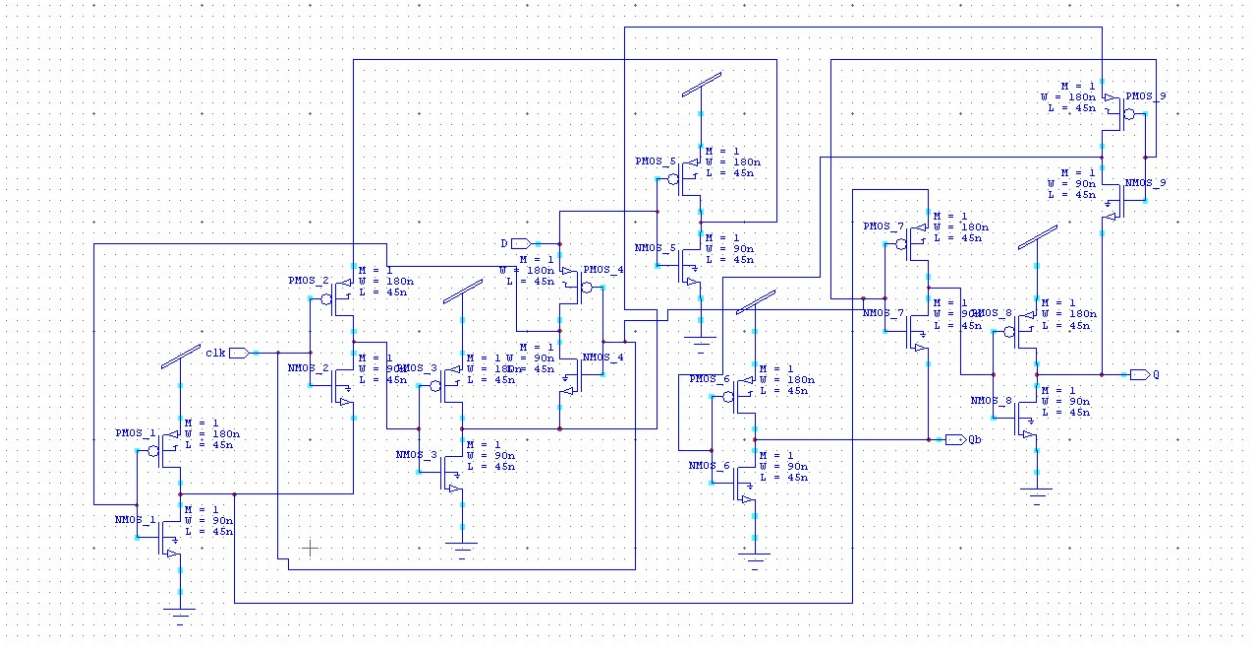 M = 1
W = 180n
L = 45n
PMOS_9
PMOS_5
M = 1
W = 180n
L = 45n
M = 1
W = 90n
L = 45n
NMOS_9
M = 1
W = 180n
L = 45n
PMOS_7
D
NMOS_5
M = 1
W = 90n
L = 45n
M = 1
W = 180n
L = 45n
PMOS_4
PMOS_2
M = 1
W = 180n
L = 45n
NMOS_7
M = 1
W = 90n
L = 45n
PMOS_8
M = 1
W = 180n
L = 45n
clk
NMOS_2
M = 1
W = 90n
L = 45n
PMOS_3
M = 1
W = 180n
L = 45n
M = 1
W = 90n
L = 45n
NMOS_4
PMOS_6
M = 1
W = 180n
L = 45n
Q
NMOS_8
M = 1
W = 90n
L = 45n
PMOS_1
M = 1
W = 180n
L = 45n
Qb
NMOS_3
M = 1
W = 90n
L = 45n
NMOS_6
M = 1
W = 90n
L = 45n
NMOS_1
M = 1
W = 90n
L = 45n